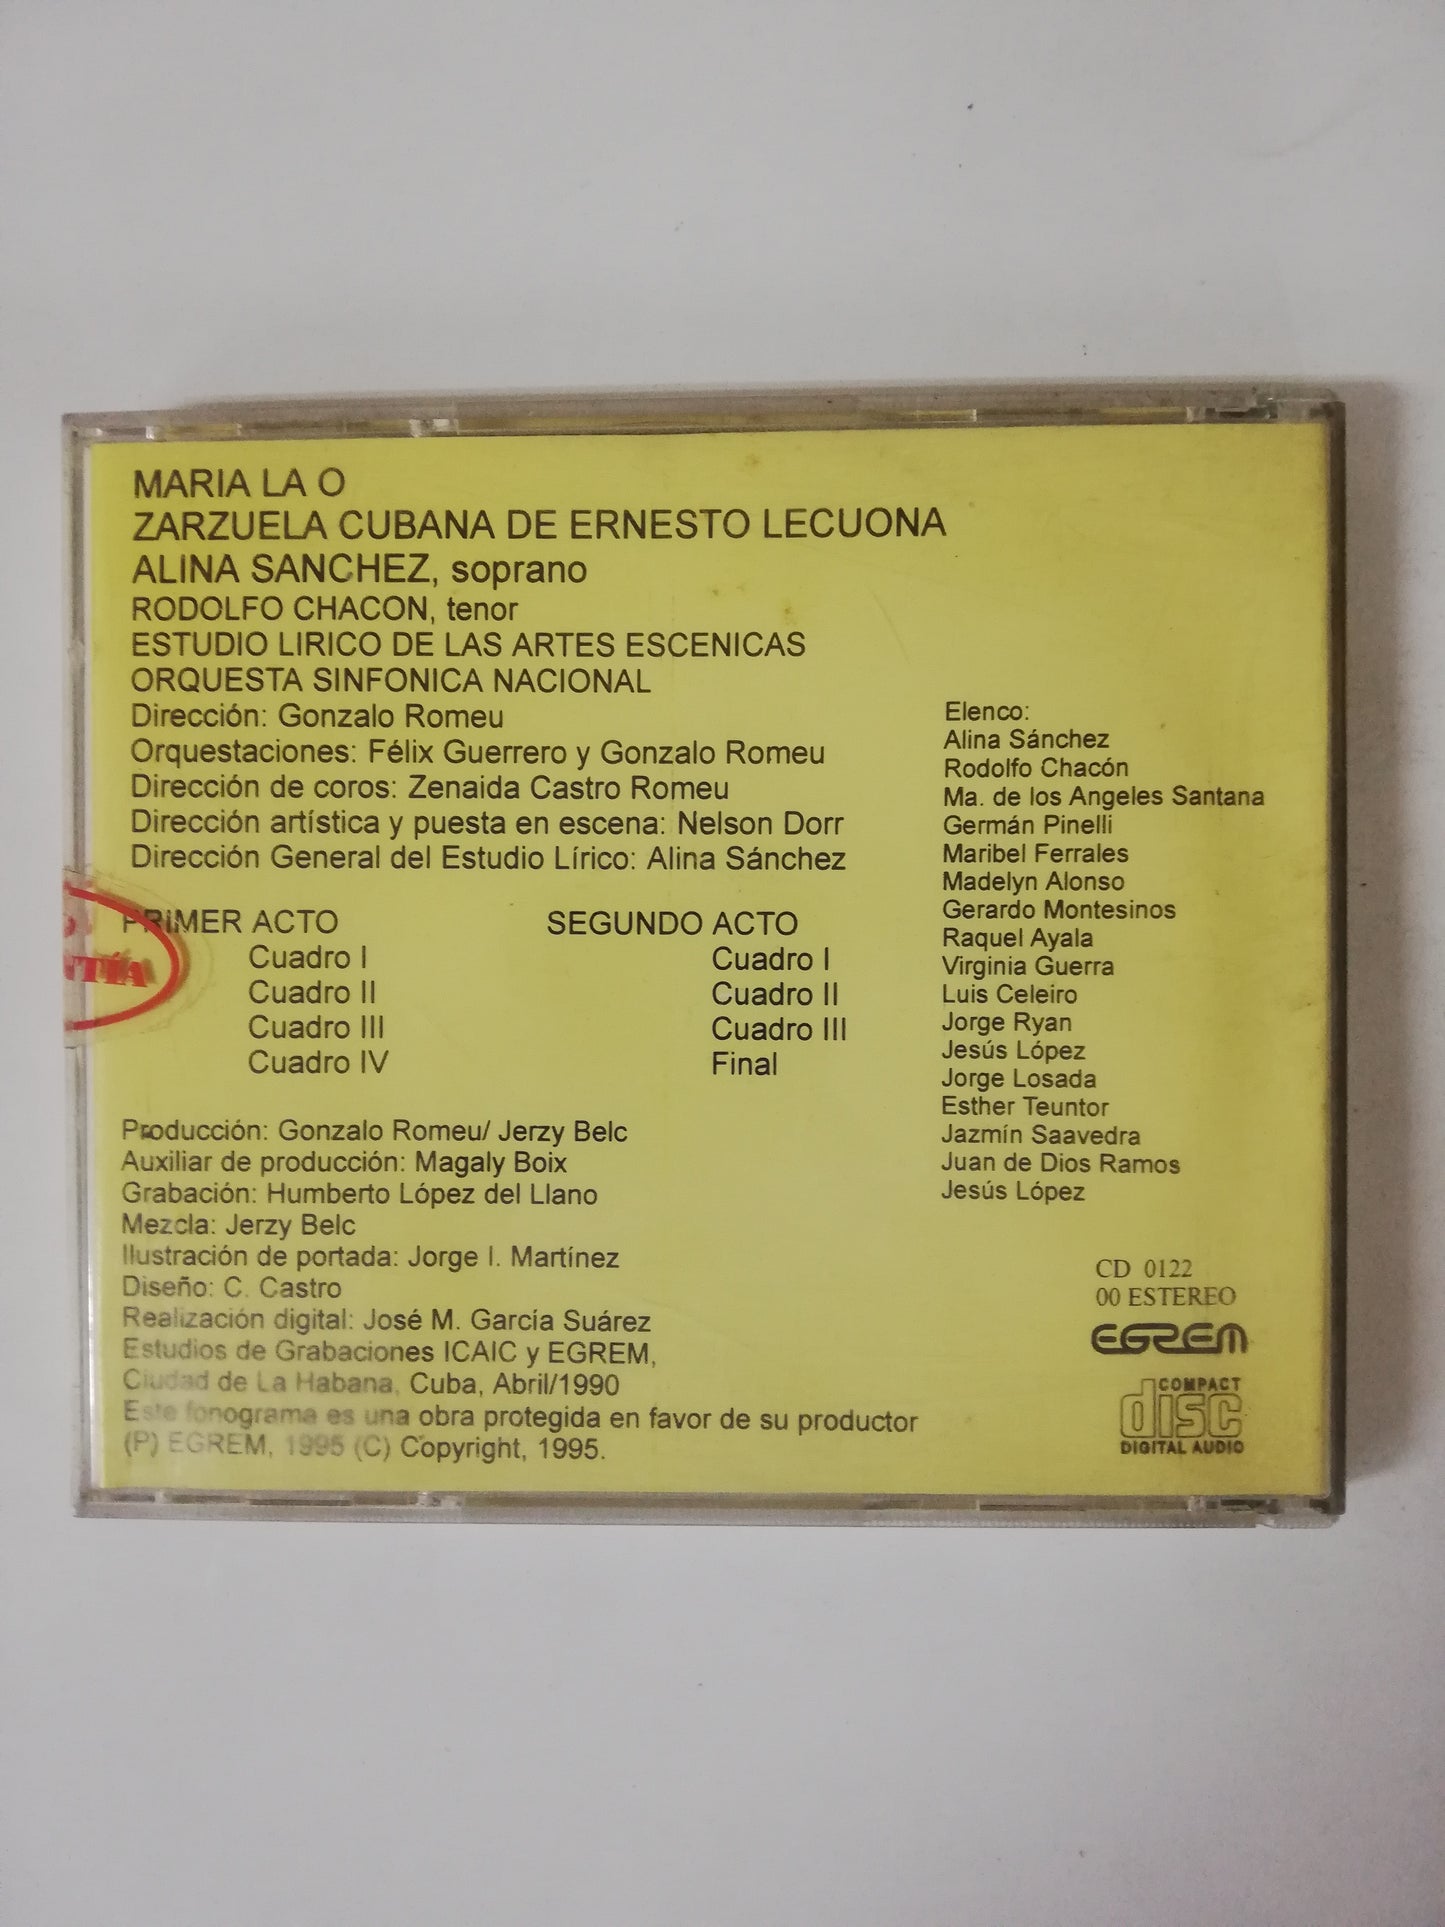 MARIA LA O
ZARZUELA CUBANA DE ERNESTO LECUONA
ALINA SANCHEZ, soprano
RODOLFO CHACON, tenor
ESTUDIO LIRICO DE LAS ARTES ESCENICAS
ORQUESTA SINFONICA NACIONAL
Dirección: Gonzalo Romeu
Orquestaciones: Félix Guerrero y Gonzalo Romeu
Dirección de coros: Zenaida Castro Romeu
Dirección artística y puesta en escena: Nelson Dorr
Dirección General del Estudio Lírico: Alina Sánchez
PRIMER ACTO
Cuadro I
Cuadro II
Cuadro III
Cuadro IV
SEGUNDO ACTO
Cuadro I
Cuadro II
Cuadro III
Final
Producción: Gonzalo Romeu/ Jerzy Belc
Auxiliar de producción: Magaly Boix
Grabación: Humberto López del Llano
Mezcla: Jerzy Belc
Ilustración de portada: Jorge I. Martínez
Diseño: C. Castro
Realización digital: José M. García Suárez
Estudios de Grabaciones ICAIC y EGREM,
Ciudad de La Habana, Cuba, Abril/1990
Este fonograma es una obra protegida en favor de su productor
(P) EGREM, 1995 (C) Copyright, 1995.
Elenco:
Alina Sánchez
Rodolfo Chacón
Ma. de los Angeles Santana
Germán Pinelli
Maribel Ferrales
Madelyn Alonso
Gerardo Montesinos
Raquel Ayala
Virginia Guerra
Luis Celeiro
Jorge Ryan
Jesús López
Jorge Losada
Esther Teuntor
Jazmín Saavedra
Juan de Dios Ramos
Jesús López
CD 0122
00 ESTEREO
EGREM
COMPACT
disc
DIGITAL AUDIO